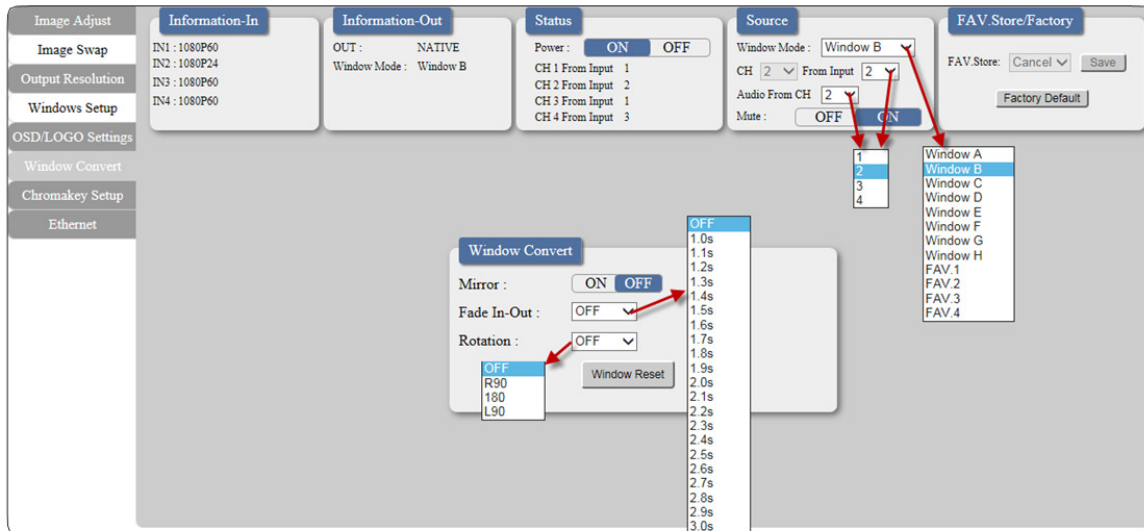 Image Adjust
Image Swap
Output Resolution
Windows Setup
OSD/LOGO Settings
Window Convert
Chromakey Setup
Ethernet
Information-In
IN1 : 1080P60
IN2 : 1080P24
IN3 : 1080P60
IN4 : 1080P60
Information-Out
OUT : NATIVE
Window Mode : Window B
Status
Power : ON OFF
CH 1 From Input 1
CH 2 From Input 2
CH 3 From Input 1
CH 4 From Input 3
Source
Window Mode : Window B
CH 2 From Input 2
Audio From CH 2
Mute : OFF ON
FAV.Store/Factory
FAV.Store: Cancel Save
Factory Default
1
2
3
4
Window A
Window B
Window C
Window D
Window E
Window F
Window G
Window H
FAV.1
FAV.2
FAV.3
FAV.4
Window Convert
Mirror : ON OFF
Fade In-Out : OFF
Rotation : OFF
Window Reset
OFF
R90
180
L90
OFF
1.0s
1.1s
1.2s
1.3s
1.4s
1.5s
1.6s
1.7s
1.8s
1.9s
2.0s
2.1s
2.2s
2.3s
2.4s
2.5s
2.6s
2.7s
2.8s
2.9s
3.0s